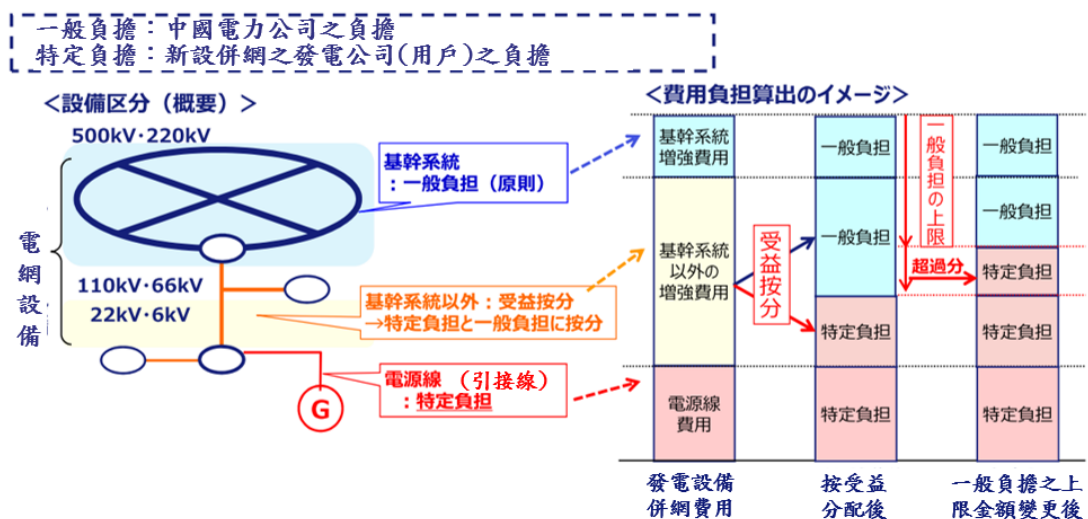 一般負擔：中國電力公司之負擔
特定負擔：新設併網之發電公司(用戶)之負擔
＜設備区分（概要）＞
500kV･220kV
電網設備
110kV･66kV
22kV･6kV
G
基幹系統
：一般負担（原則）
基幹系統以外：受益按分
→特定負担と一般負担に按分
電源線 (引接線)
：特定負担
＜費用負担算出のイメージ＞
基幹系統
増強費用
基幹系統
以外の
増強費用
電源線
費用
受益按分
一般負担
一般負担
特定負担
特定負担
一般負担の上限
超過分
一般負担
一般負担
特定負担
特定負担
特定負担
發電設備
併網費用
按受益
分配後
一般負擔之上
限金額變更後